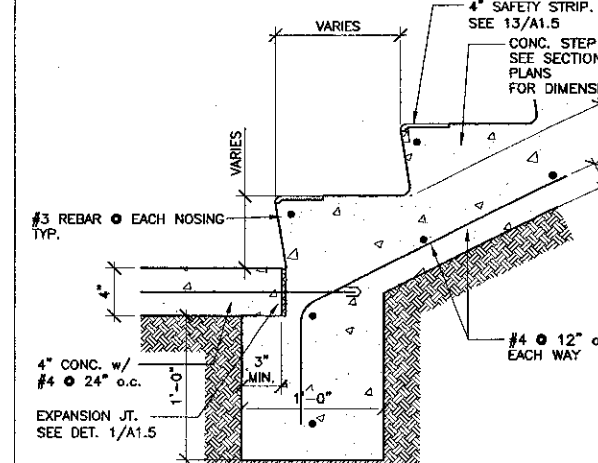 4" SAFETY STRIP.
SEE 13/A1.5
VARIES
CONC. STEP
SEE SECTION
PLANS
FOR DIMENSI
VARIES
#3 REBAR @ EACH NOSING
TYP.
4"
#4 @ 12" o
EACH WAY
4" CONC. w/
#4 @ 24" o.c.
3"
MIN.
1'-0"
1'-0"
EXPANSION JT.
SEE DET. 1/A1.5